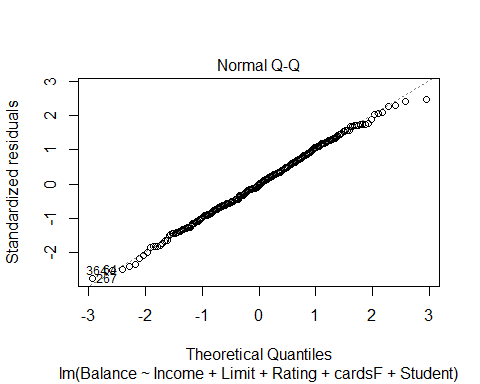 Normal Q-Q
Standardized residuals
3
2
1
0
-1
-2
267
-3 -2 -1 0 1 2 3
Theoretical Quantiles
lm(Balance ~ Income + Limit + Rating + cardsF + Student)